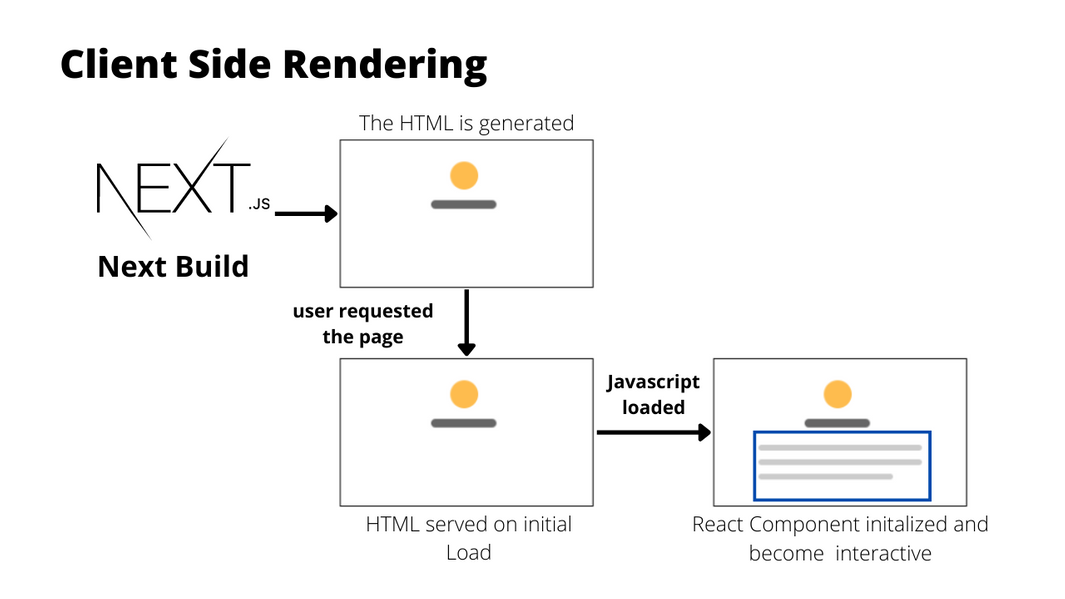 Client Side Rendering
The HTML is generated
NEXT.JS
Next Build
user requested
the page
Javascript
loaded
HTML served on initial
Load
React Component initalized and
become  interactive